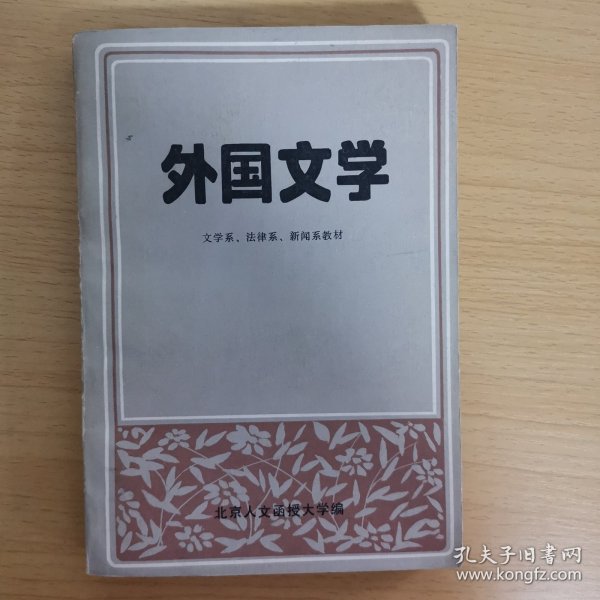 外国文学
文学系、法律系、新闻系教材
北京人文函授大学编
孔夫子旧书网
www.kongfz.com